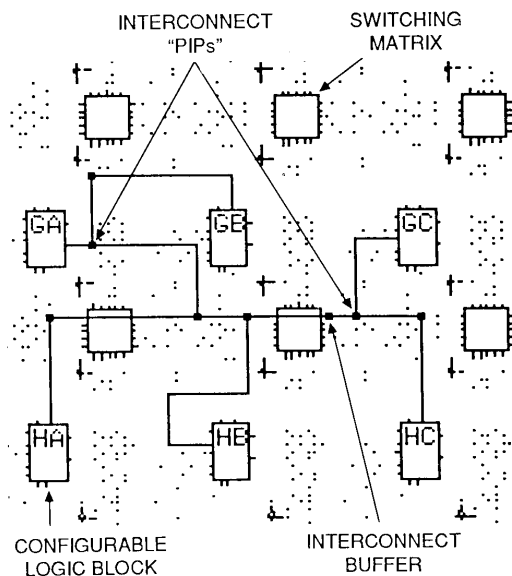 INTERCONNECT
“PIPs”
SWITCHING
MATRIX
GA
GE
GC
HA
HE
HC
CONFIGURABLE
LOGIC BLOCK
INTERCONNECT
BUFFER